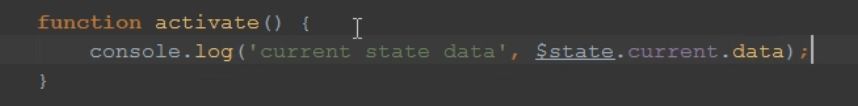 function activate() {
console.log('current state data', $state.current.data);
}